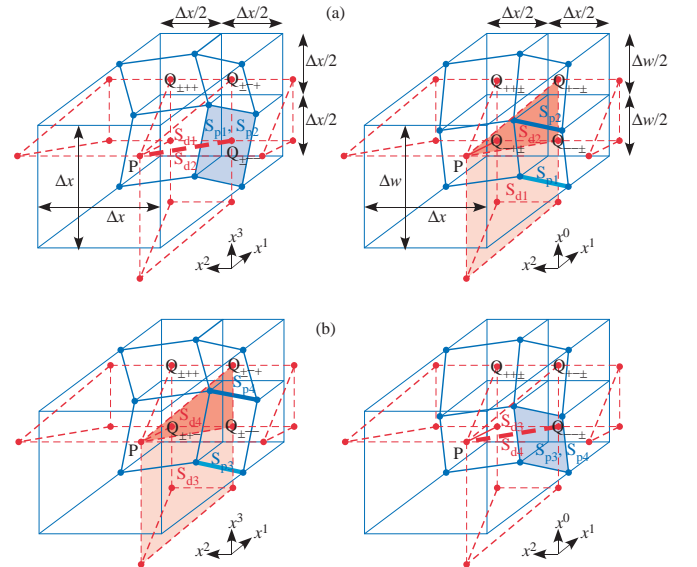 (a)
Δx/2 Δx/2
Δx/2
Δx/2
Q±++ Q±−+
S_d1 S_p1, S_p2
S_d2
P Q±−
Δx
Δx
x³
x² x¹
Δx/2 Δx/2
Δw/2
Δw/2
Q++± Q+−±
S_p2
S_d2
P Q−+± Q−−±
S_p1
S_d1
Δw
Δx
x⁰
x² x¹
(b)
Q±++ Q±−+
S_p4
S_d4
P Q±+− Q±−−
S_p3
S_d3
x³
x² x¹
Q++± Q+−±
S_d3
P S_d4 Q−−±
S_p3, S_p4
x⁰
x² x¹